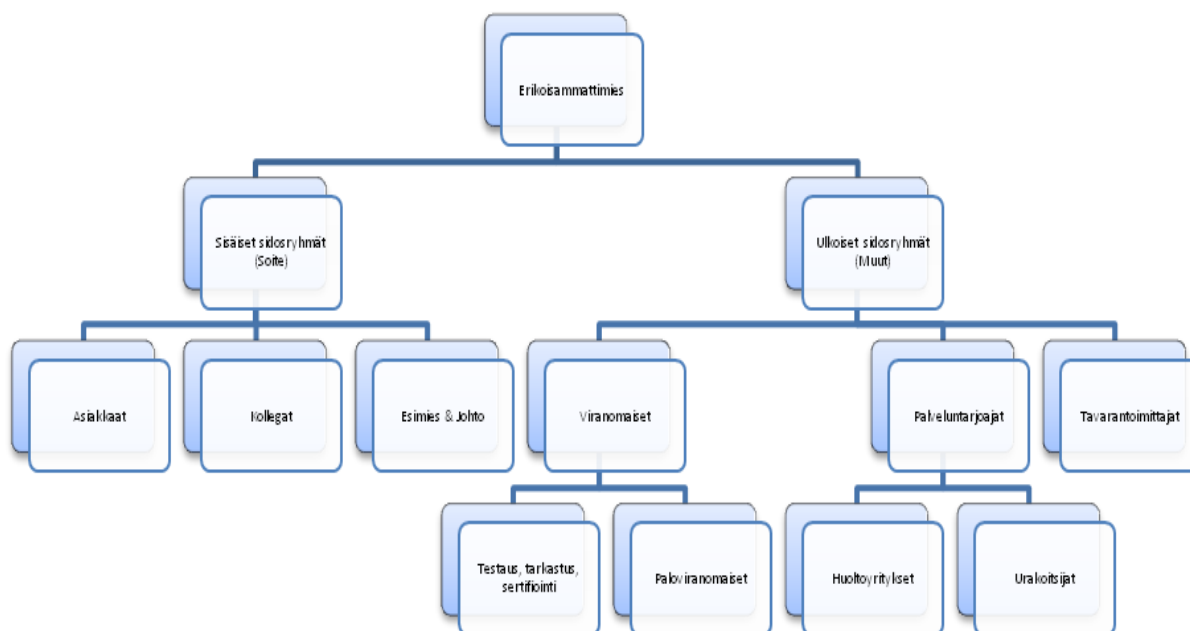 Erikoisammattimies
Sisäiset sidosryhmät
(Soite)
Ulkoiset sidosryhmät
(Muut)
Asiakkaat
Kollegat
Esimies & Johto
Viranomaiset
Palveluntarjoajat
Tavarantoimittajat
Testaus, tarkastus,
sertifiointi
Paloviranomaiset
Huoltoyritykset
Urakoitsijat